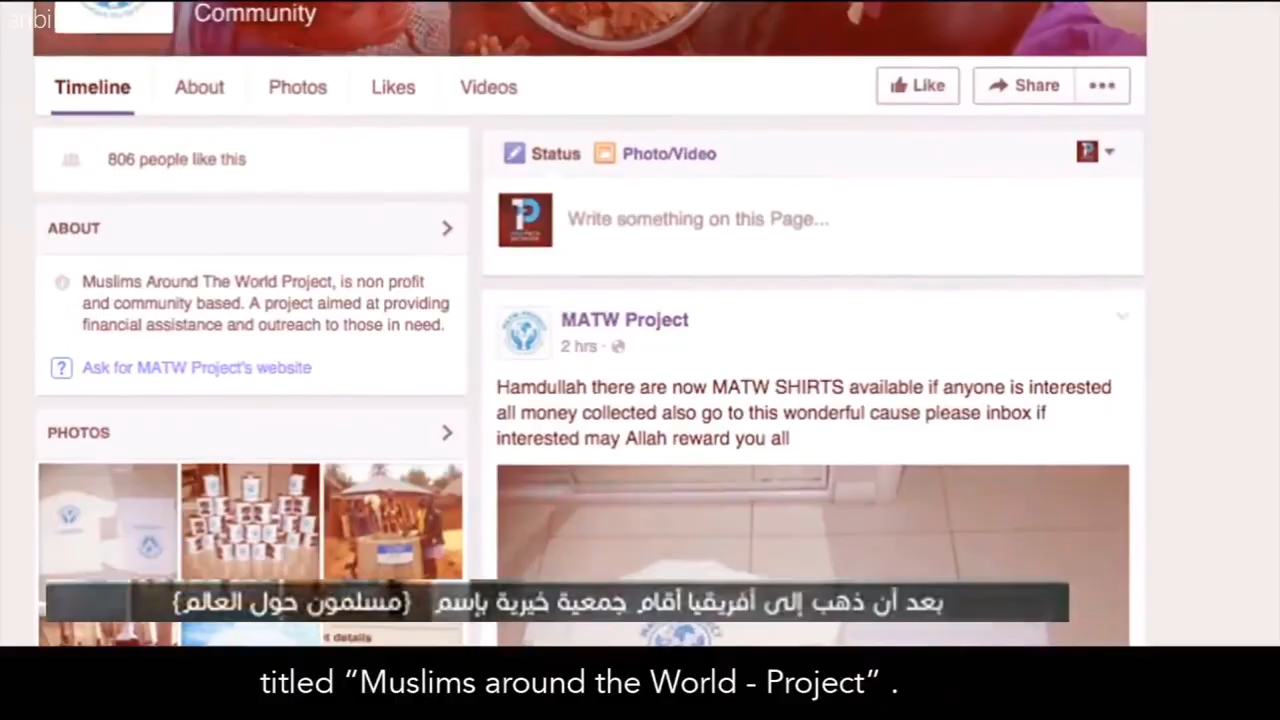 Community
Timeline
About
Photos
Likes
Videos
Like
Share
806 people like this
Status
Photo/Video
Write something on this Page...
ABOUT
Muslims Around The World Project, is non profit
and community based. A project aimed at providing
financial assistance and outreach to those in need.
? Ask for MATW Project's website
PHOTOS
MATW Project
2 hrs ·
Hamdullah there are now MATW SHIRTS available if anyone is interested
all money collected also go to this wonderful cause please inbox if
interested may Allah reward you all
بعد أن ذهب إلى أفريقيا أقام جمعية خيرية بإسم {مسلمون حول العالم}
details
titled “Muslims around the World - Project” .